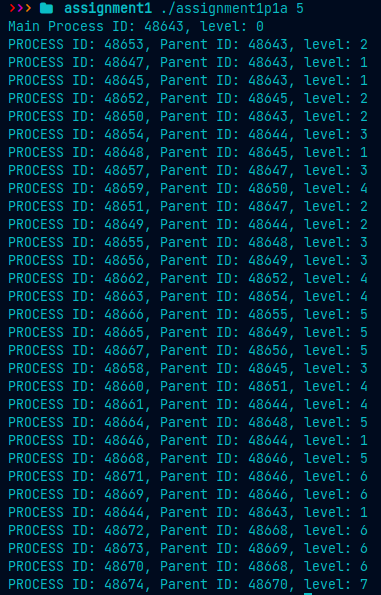 ❯❯❯ assignment1 ./assignment1p1a 5
Main Process ID: 48643, level: 0
PROCESS ID: 48653, Parent ID: 48643, level: 2
PROCESS ID: 48647, Parent ID: 48643, level: 1
PROCESS ID: 48645, Parent ID: 48643, level: 1
PROCESS ID: 48652, Parent ID: 48645, level: 2
PROCESS ID: 48650, Parent ID: 48643, level: 2
PROCESS ID: 48654, Parent ID: 48644, level: 3
PROCESS ID: 48648, Parent ID: 48645, level: 1
PROCESS ID: 48657, Parent ID: 48647, level: 3
PROCESS ID: 48659, Parent ID: 48650, level: 4
PROCESS ID: 48651, Parent ID: 48647, level: 2
PROCESS ID: 48649, Parent ID: 48644, level: 2
PROCESS ID: 48655, Parent ID: 48648, level: 3
PROCESS ID: 48656, Parent ID: 48649, level: 3
PROCESS ID: 48662, Parent ID: 48652, level: 4
PROCESS ID: 48663, Parent ID: 48654, level: 4
PROCESS ID: 48666, Parent ID: 48655, level: 5
PROCESS ID: 48665, Parent ID: 48649, level: 5
PROCESS ID: 48667, Parent ID: 48656, level: 5
PROCESS ID: 48658, Parent ID: 48645, level: 3
PROCESS ID: 48660, Parent ID: 48651, level: 4
PROCESS ID: 48661, Parent ID: 48644, level: 4
PROCESS ID: 48664, Parent ID: 48648, level: 5
PROCESS ID: 48646, Parent ID: 48644, level: 1
PROCESS ID: 48668, Parent ID: 48646, level: 5
PROCESS ID: 48671, Parent ID: 48646, level: 6
PROCESS ID: 48669, Parent ID: 48646, level: 6
PROCESS ID: 48644, Parent ID: 48643, level: 1
PROCESS ID: 48672, Parent ID: 48668, level: 6
PROCESS ID: 48673, Parent ID: 48669, level: 6
PROCESS ID: 48670, Parent ID: 48668, level: 6
PROCESS ID: 48674, Parent ID: 48670, level: 7